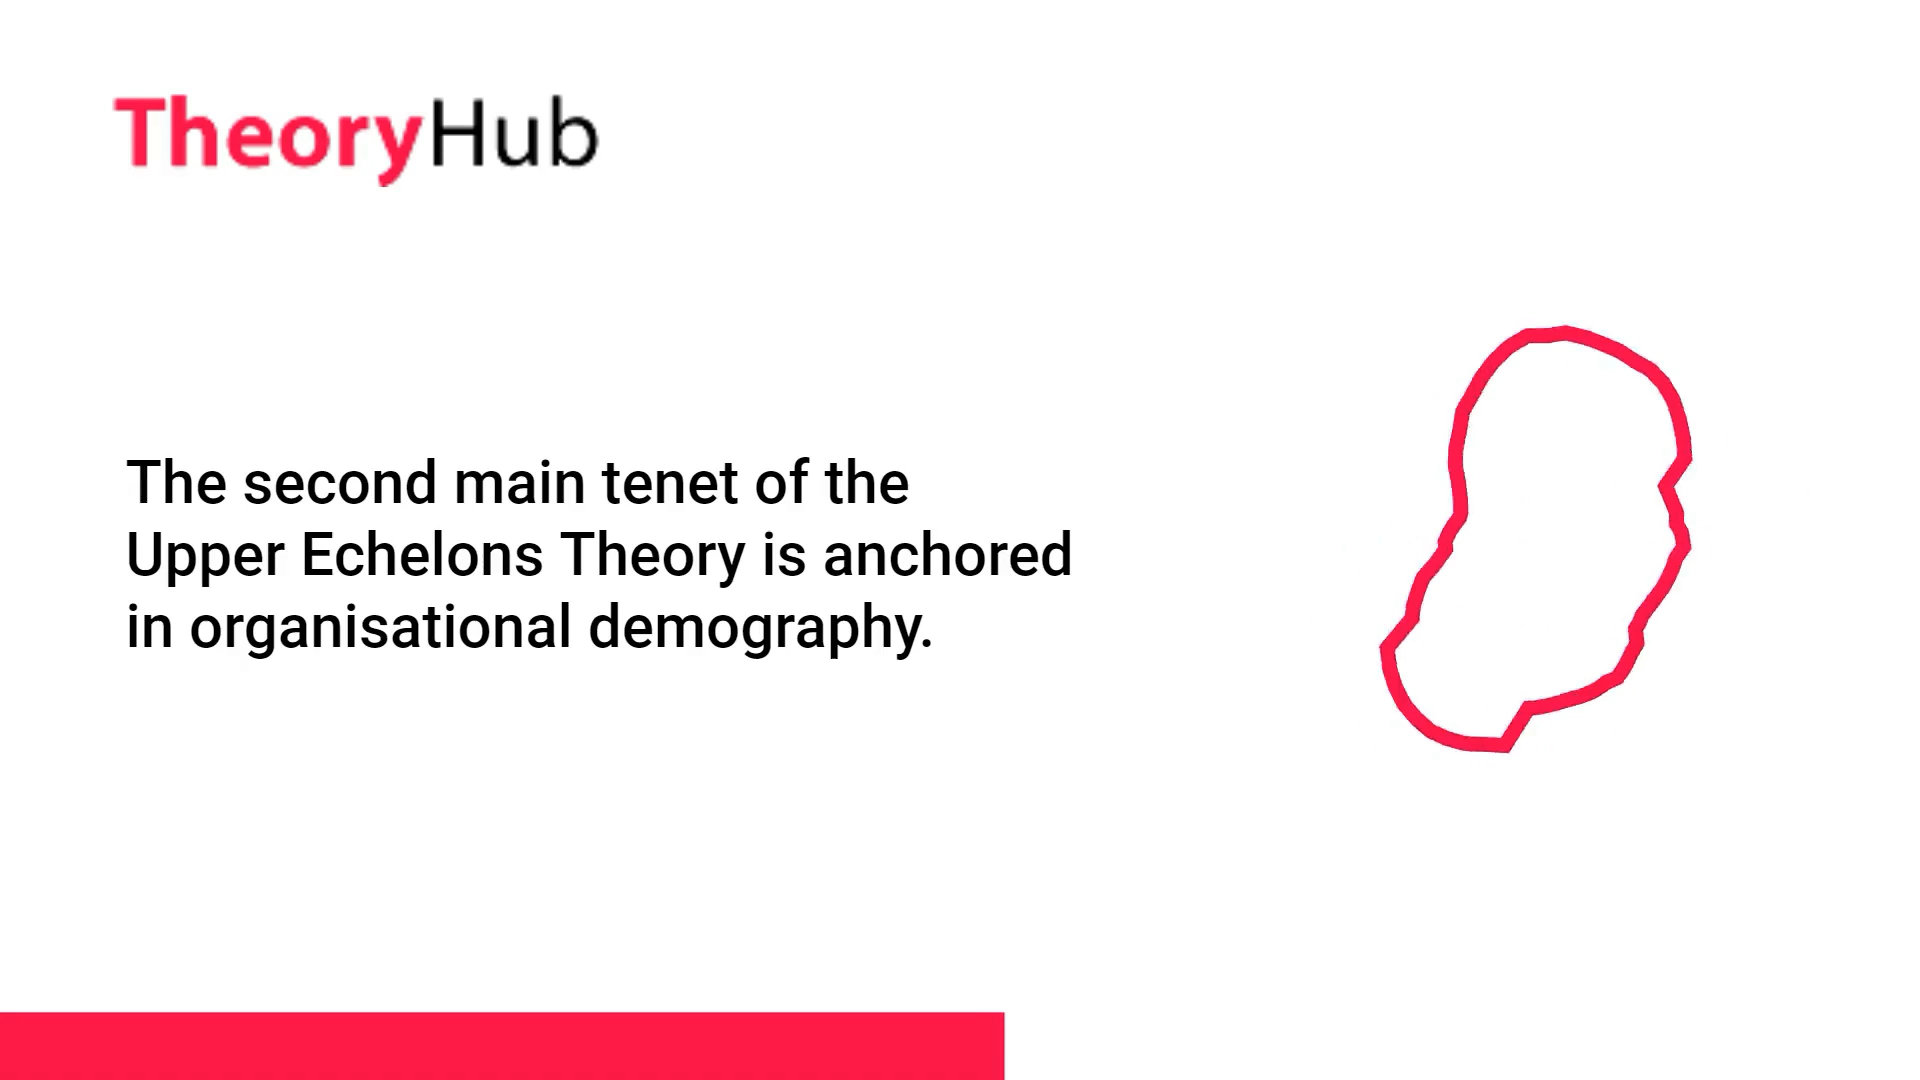 TheoryHub
The second main tenet of the
Upper Echelons Theory is anchored
in organisational demography.